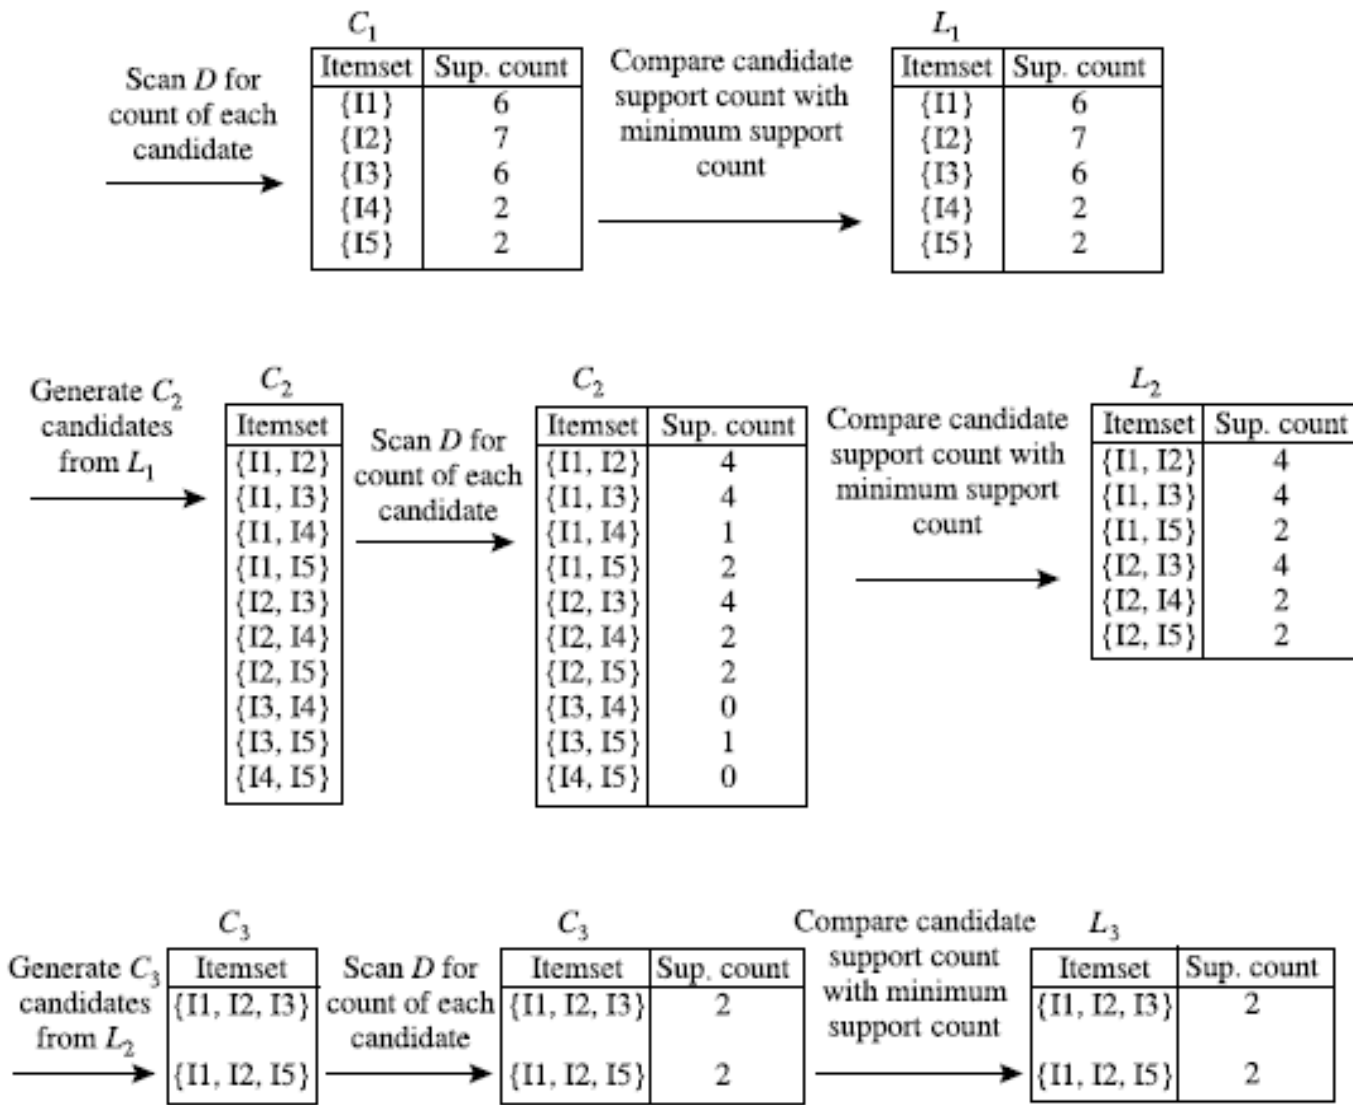 C1
L1
Scan D for
count of each
candidate
Itemset Sup. count
{I1} 6
{I2} 7
{I3} 6
{I4} 2
{I5} 2
Compare candidate
support count with
minimum support
count
Itemset Sup. count
{I1} 6
{I2} 7
{I3} 6
{I4} 2
{I5} 2
Generate C2
candidates
from L1
C2
Itemset
{I1, I2}
{I1, I3}
{I1, I4}
{I1, I5}
{I2, I3}
{I2, I4}
{I2, I5}
{I3, I4}
{I3, I5}
{I4, I5}
Scan D for
count of each
candidate
C2
Itemset Sup. count
{I1, I2} 4
{I1, I3} 4
{I1, I4} 1
{I1, I5} 2
{I2, I3} 4
{I2, I4} 2
{I2, I5} 2
{I3, I4} 0
{I3, I5} 1
{I4, I5} 0
Compare candidate
support count with
minimum support
count
L2
Itemset Sup. count
{I1, I2} 4
{I1, I3} 4
{I1, I5} 2
{I2, I3} 4
{I2, I4} 2
{I2, I5} 2
Generate C3
candidates
from L2
C3
Itemset
{I1, I2, I3}
{I1, I2, I5}
Scan D for
count of each
candidate
C3
Itemset Sup. count
{I1, I2, I3} 2
{I1, I2, I5} 2
Compare candidate
support count
with minimum
support count
L3
Itemset Sup. count
{I1, I2, I3} 2
{I1, I2, I5} 2